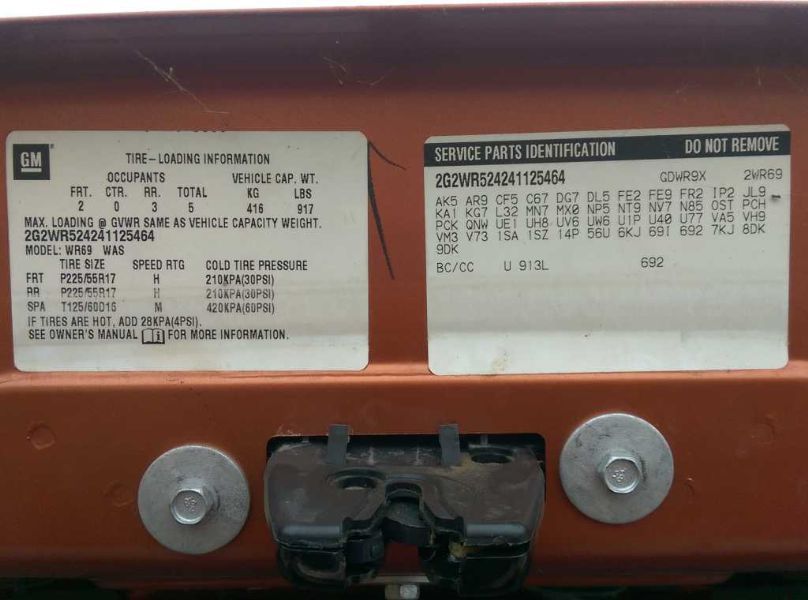 GM
TIRE-LOADING INFORMATION
OCCUPANTS VEHICLE CAP. WT.
FRT. CTR. RR. TOTAL KG LBS
2 0 3 5 416 917
MAX. LOADING @ GVWR SAME AS VEHICLE CAPACITY WEIGHT.
2G2WR524241125464
MODEL: WR69 WAS
TIRE SIZE SPEED RTG COLD TIRE PRESSURE
FRT P225/55R17 H 210KPA(30PSI)
RR P225/55R17 H 210KPA(30PSI)
SPA T125/60D16 M 420KPA(60PSI)
IF TIRES ARE HOT, ADD 28KPA(4PSI).
SEE OWNER'S MANUAL FOR MORE INFORMATION.
SERVICE PARTS IDENTIFICATION DO NOT REMOVE
2G2WR524241125464 GDWR9X 2WR69
AK5 AR9 CF5 C67 DG7 DL5 FE2 FE9 FR2 IP2 JL9
KA1 KG7 L32 MN7 MX0 NP5 NT9 NV7 N85 OST PCH
PCK QNW UE1 UH8 UV6 UW6 U1P U40 U77 VA5 VH9
VM3 V73 1SA 1SZ 14P 56U 6KJ 69I 692 7KJ 8DK
9DK
BC/CC U 913L 692